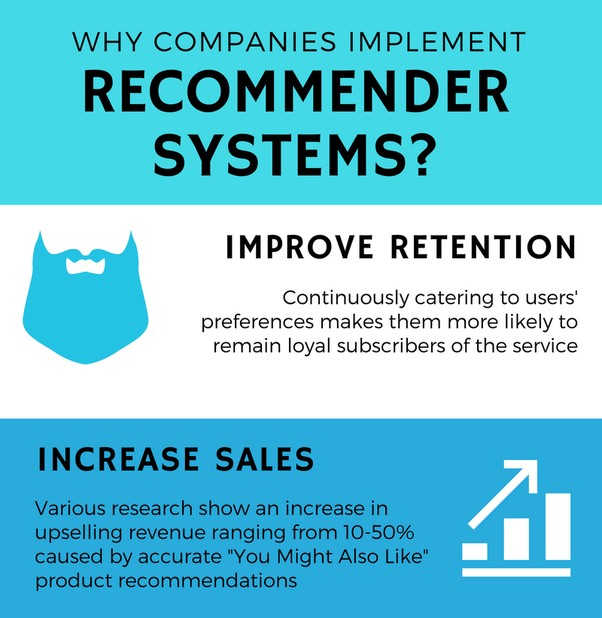 WHY COMPANIES IMPLEMENT
RECOMMENDER
SYSTEMS?
IMPROVE RETENTION
Continuously catering to users'
preferences makes them more likely to
remain loyal subscribers of the service
INCREASE SALES
Various research show an increase in
upselling revenue ranging from 10-50%
caused by accurate "You Might Also Like"
product recommendations